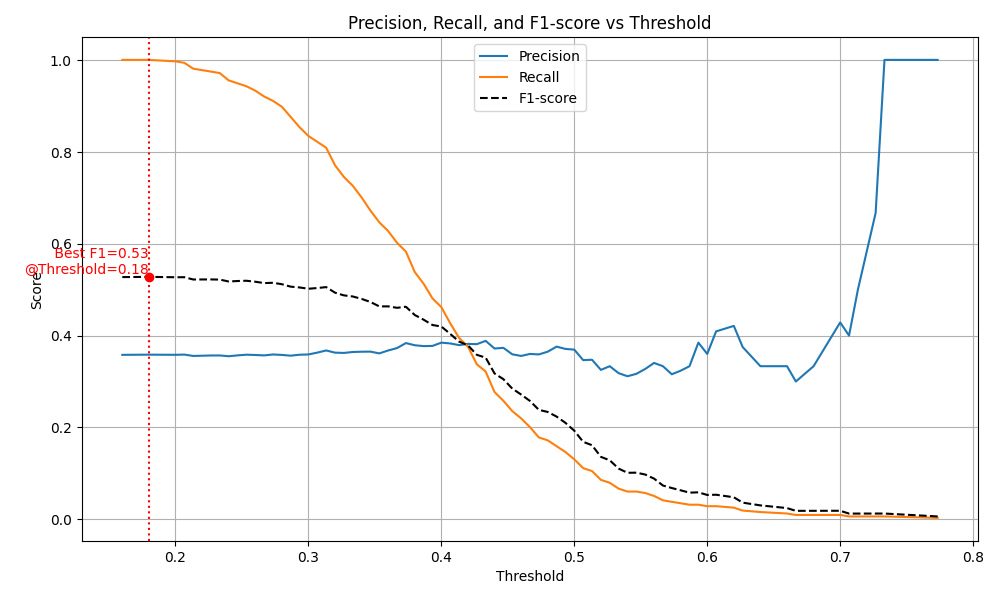 Precision, Recall, and F1-score vs Threshold
Precision
Recall
F1-score
1.0
0.8
0.6
0.4
0.2
0.0
Score
Best F1=0.53
@Threshold=0.18
0.2
0.3
0.4
0.5
0.6
0.7
0.8
Threshold